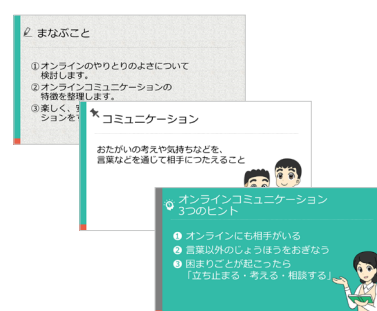 まなぶこと
①オンラインのやりとりのよさについて
検討します。
②オンラインコミュニケーションの
特徴を整理します。
③楽しく、
ションを
コミュニケーション
おたがいの考えや気持ちなどを、
言葉などを通じて相手につたえること
オンラインコミュニケーション
3つのヒント
❶ オンラインにも相手がいる
❷ 言葉以外のじょうほうをおぎなう
❸ 困まりごとが起こったら
「立ち止まる・考える・相談する」